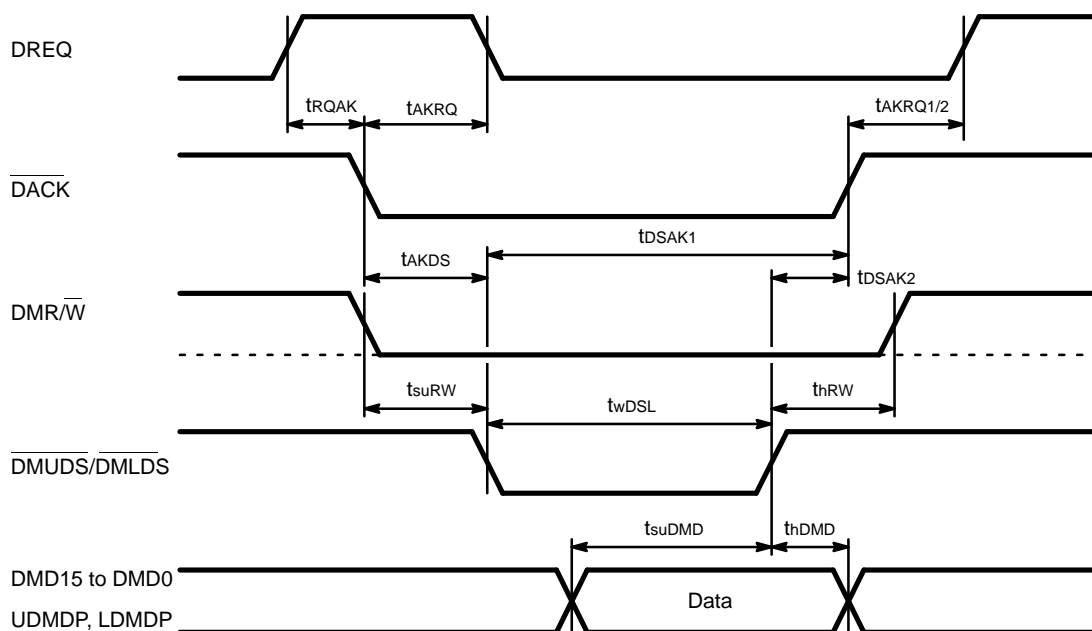 DREQ
tRQAK
tAKRQ
tAKRQ1/2
DACK
tDSAK1
tAKDS
tDSAK2
DMR/W
tsuRW
twDSL
thRW
DMUDS/DMLDS
tsuDMD
thDMD
DMD15 to DMD0
Data
UDMDP, LDMDP